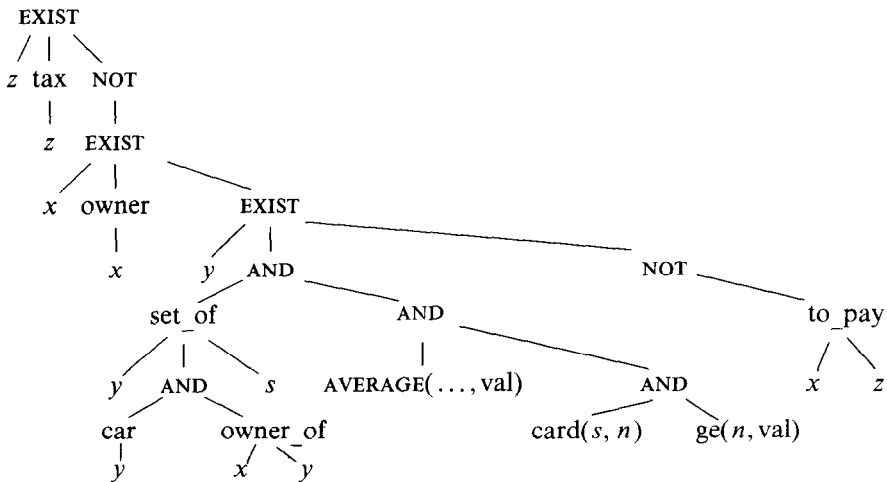 EXIST
z tax NOT
z EXIST
x owner EXIST
x y AND NOT
set_of AND to_pay
y AND s AVERAGE(..., val) AND x z
car owner_of card(s, n) ge(n, val)
y x y